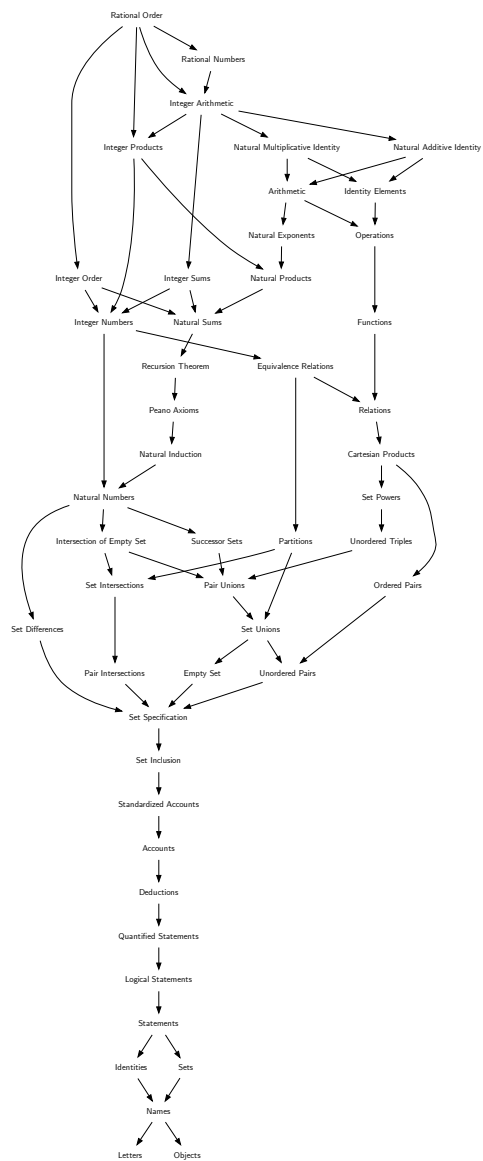 Rational Order
Rational Numbers
Integer Arithmetic
Integer Products
Natural Multiplicative Identity
Natural Additive Identity
Arithmetic
Identity Elements
Natural Exponents
Operations
Integer Order
Integer Sums
Natural Products
Integer Numbers
Natural Sums
Functions
Recursion Theorem
Equivalence Relations
Peano Axioms
Relations
Natural Induction
Cartesian Products
Natural Numbers
Set Powers
Intersection of Empty Set
Successor Sets
Partitions
Unordered Triples
Set Intersections
Pair Unions
Ordered Pairs
Set Differences
Set Unions
Pair Intersections
Empty Set
Unordered Pairs
Set Specification
Set Inclusion
Standardized Accounts
Accounts
Deductions
Quantified Statements
Logical Statements
Statements
Identities
Sets
Names
Letters
Objects